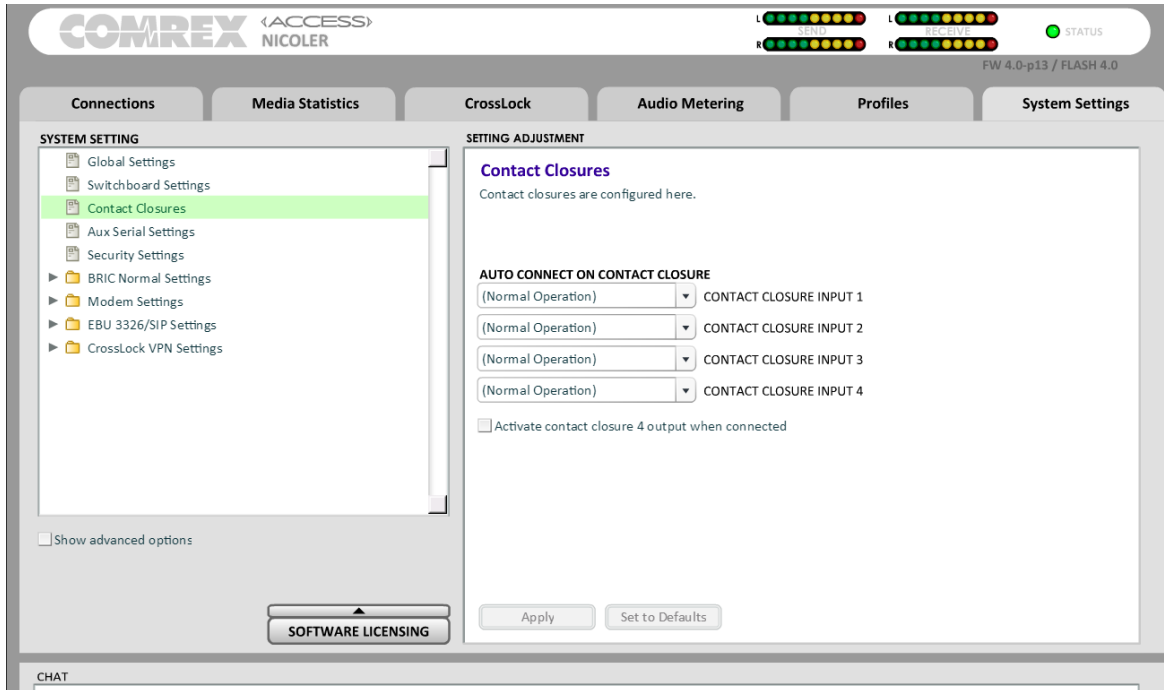 COMREX (ACCESS)
NICOLER
L
SEND
R
L
RECEIVE
R
STATUS
FW 4.0-p13 / FLASH 4.0
Connections
Media Statistics
CrossLock
Audio Metering
Profiles
System Settings
SYSTEM SETTING
Global Settings
Switchboard Settings
Contact Closures
Aux Serial Settings
Security Settings
BRIC Normal Settings
Modem Settings
EBU 3326/SIP Settings
CrossLock VPN Settings
Show advanced options
SOFTWARE LICENSING
SETTING ADJUSTMENT
Contact Closures
Contact closures are configured here.
AUTO CONNECT ON CONTACT CLOSURE
(Normal Operation) CONTACT CLOSURE INPUT 1
(Normal Operation) CONTACT CLOSURE INPUT 2
(Normal Operation) CONTACT CLOSURE INPUT 3
(Normal Operation) CONTACT CLOSURE INPUT 4
Activate contact closure 4 output when connected
Apply
Set to Defaults
CHAT